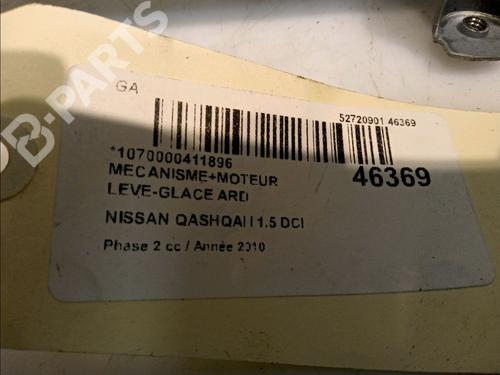 GA
52720901 46369
*1070000411896
46369
MECANISME+MOTEUR
LEVE-GLACE ARD
NISSAN QASHQAI I 1.5 DCI
Phase 2 cc / Année 2010
B-PARTS